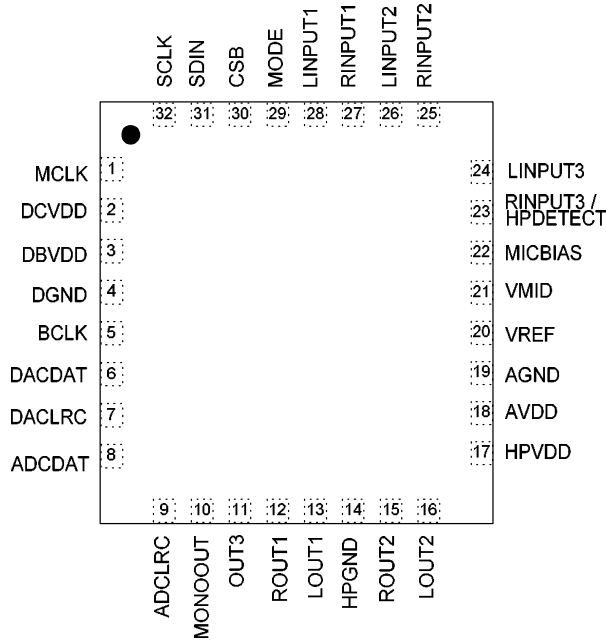 SCLK
SDIN
CSB
MODE
LINPUT1
RINPUT1
LINPUT2
RINPUT2
32
31
30
29
28
27
26
25
MCLK 1
DCVDD 2
DBVDD 3
DGND 4
BCLK 5
DACDAT 6
DACLRC 7
ADCDAT 8
24 LINPUT3
23 RINPUT3 /
HPDETECT
22 MICBIAS
21 VMID
20 VREF
19 AGND
18 AVDD
17 HPVDD
9
10
11
12
13
14
15
16
ADCLRC
MONOOUT
OUT3
ROUT1
LOUT1
HPGND
ROUT2
LOUT2